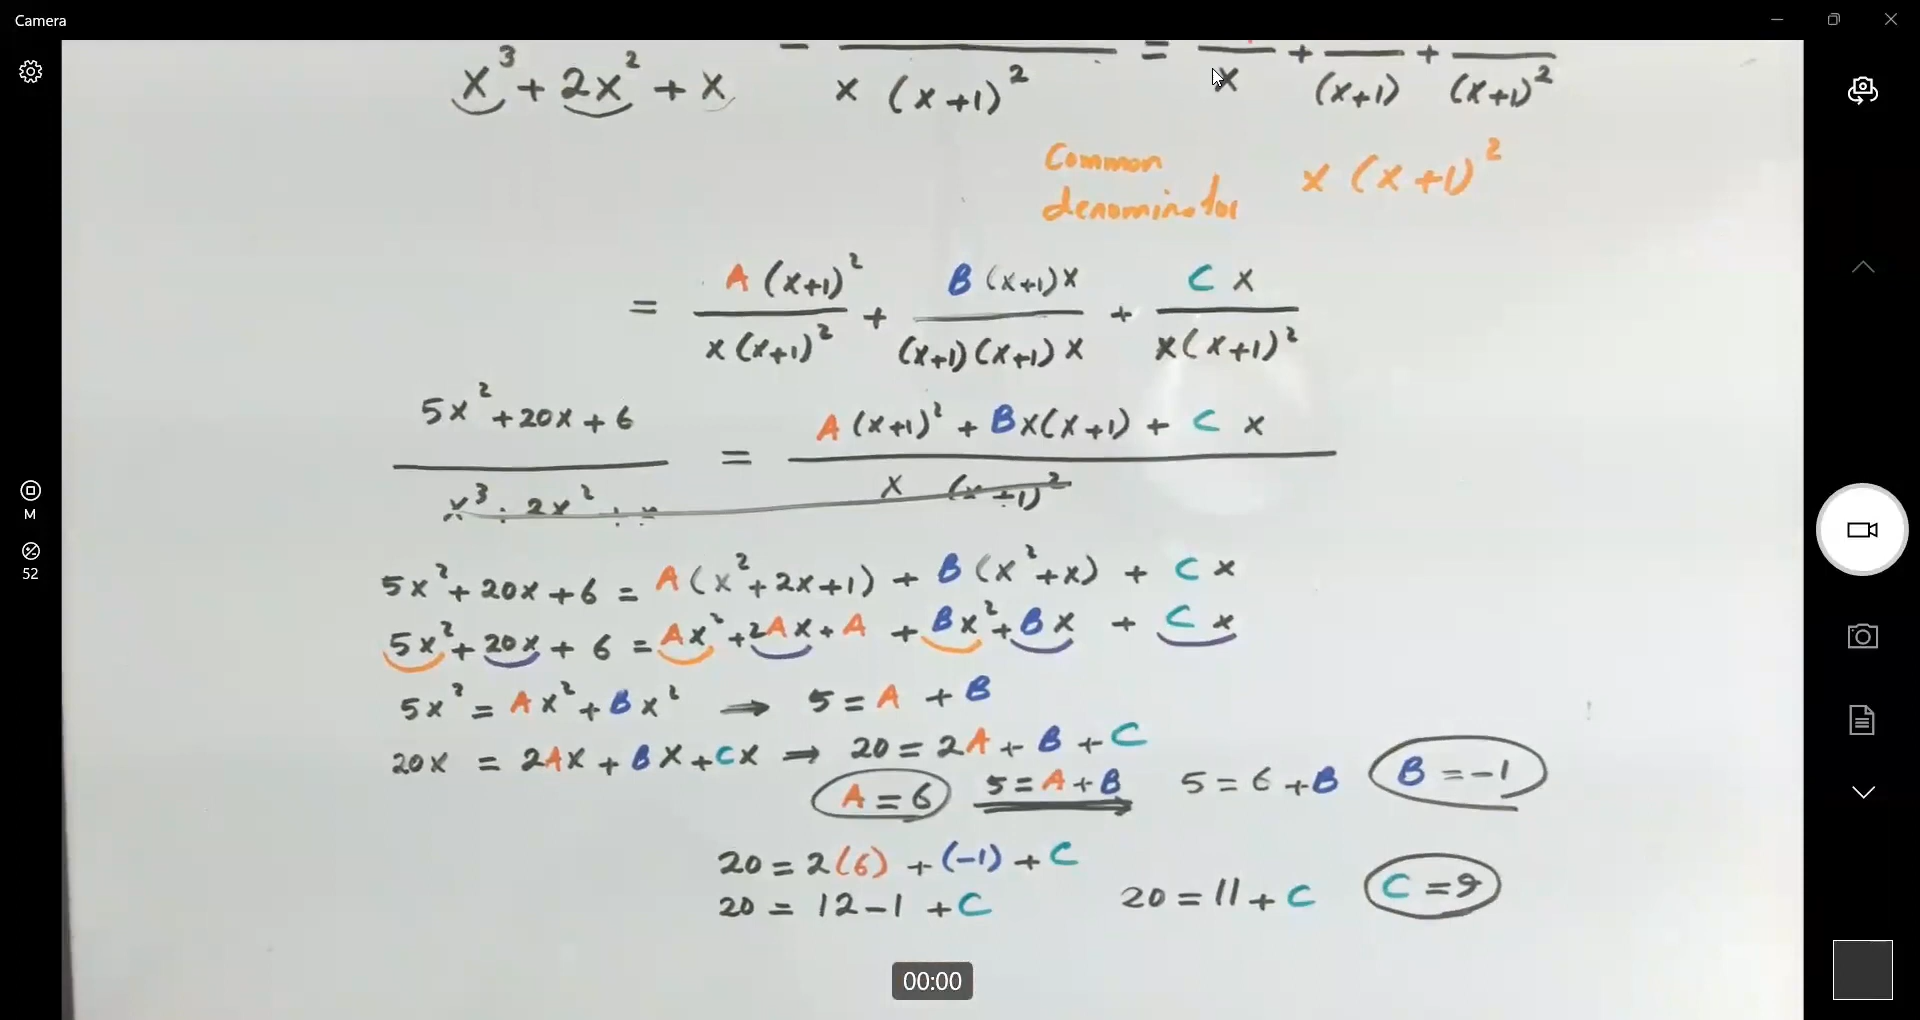 Camera
x³ + 2x² + x
x (x+1)² = x + (x+1) + (x+1)²
Common denominator x (x+1)²
= A (x+1)² / x (x+1)² + B (x+1)x / (x+1)(x+1) x + C x / x(x+1)²
5x² + 20x + 6 / x³ + 2x² + x = A (x+1)² + Bx(x+1) + C x / x (x+1)²
5x² + 20x + 6 = A (x² + 2x + 1) + B (x² + x) + C x
5x² + 20x + 6 = Ax² + 2Ax + A + Bx² + Bx + C x
5x² = Ax² + Bx² → 5 = A + B
20x = 2Ax + Bx + Cx ⇒ 20 = 2A + B + C
A = 6 5 = A + B 5 = 6 + B B = -1
20 = 2(6) + (-1) + C
20 = 12 - 1 + C 20 = 11 + C C = 9
M
52
00:00